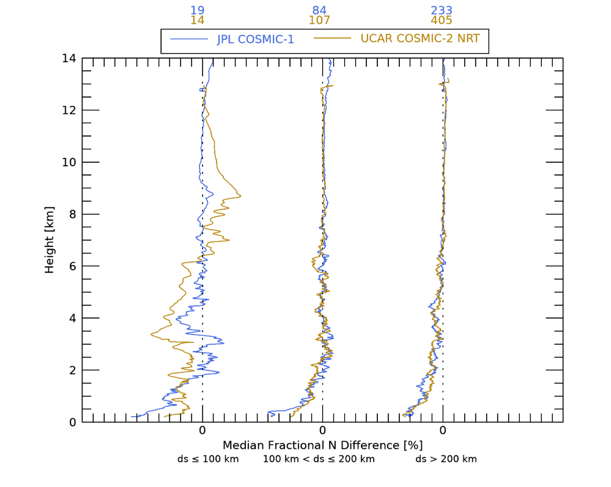 19 84 233
14 107 405
JPL COSMIC-1 UCAR COSMIC-2 NRT
14
12
10
8
6
4
2
0
Height [km]
0 0 0
Median Fractional N Difference [%]
ds ≤ 100 km 100 km < ds ≤ 200 km ds > 200 km